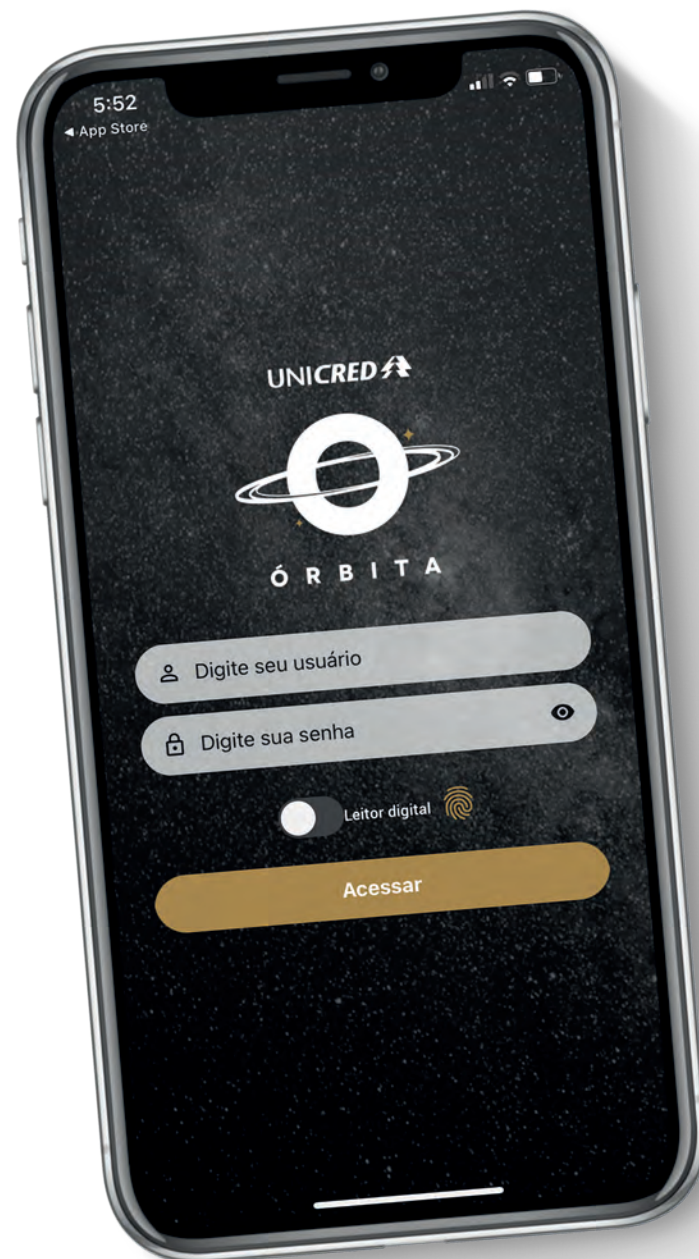 5:52
◀ App Store
UNICRED
ÓRBITA
Digite seu usuário
Digite sua senha
Leitor digital
Acessar